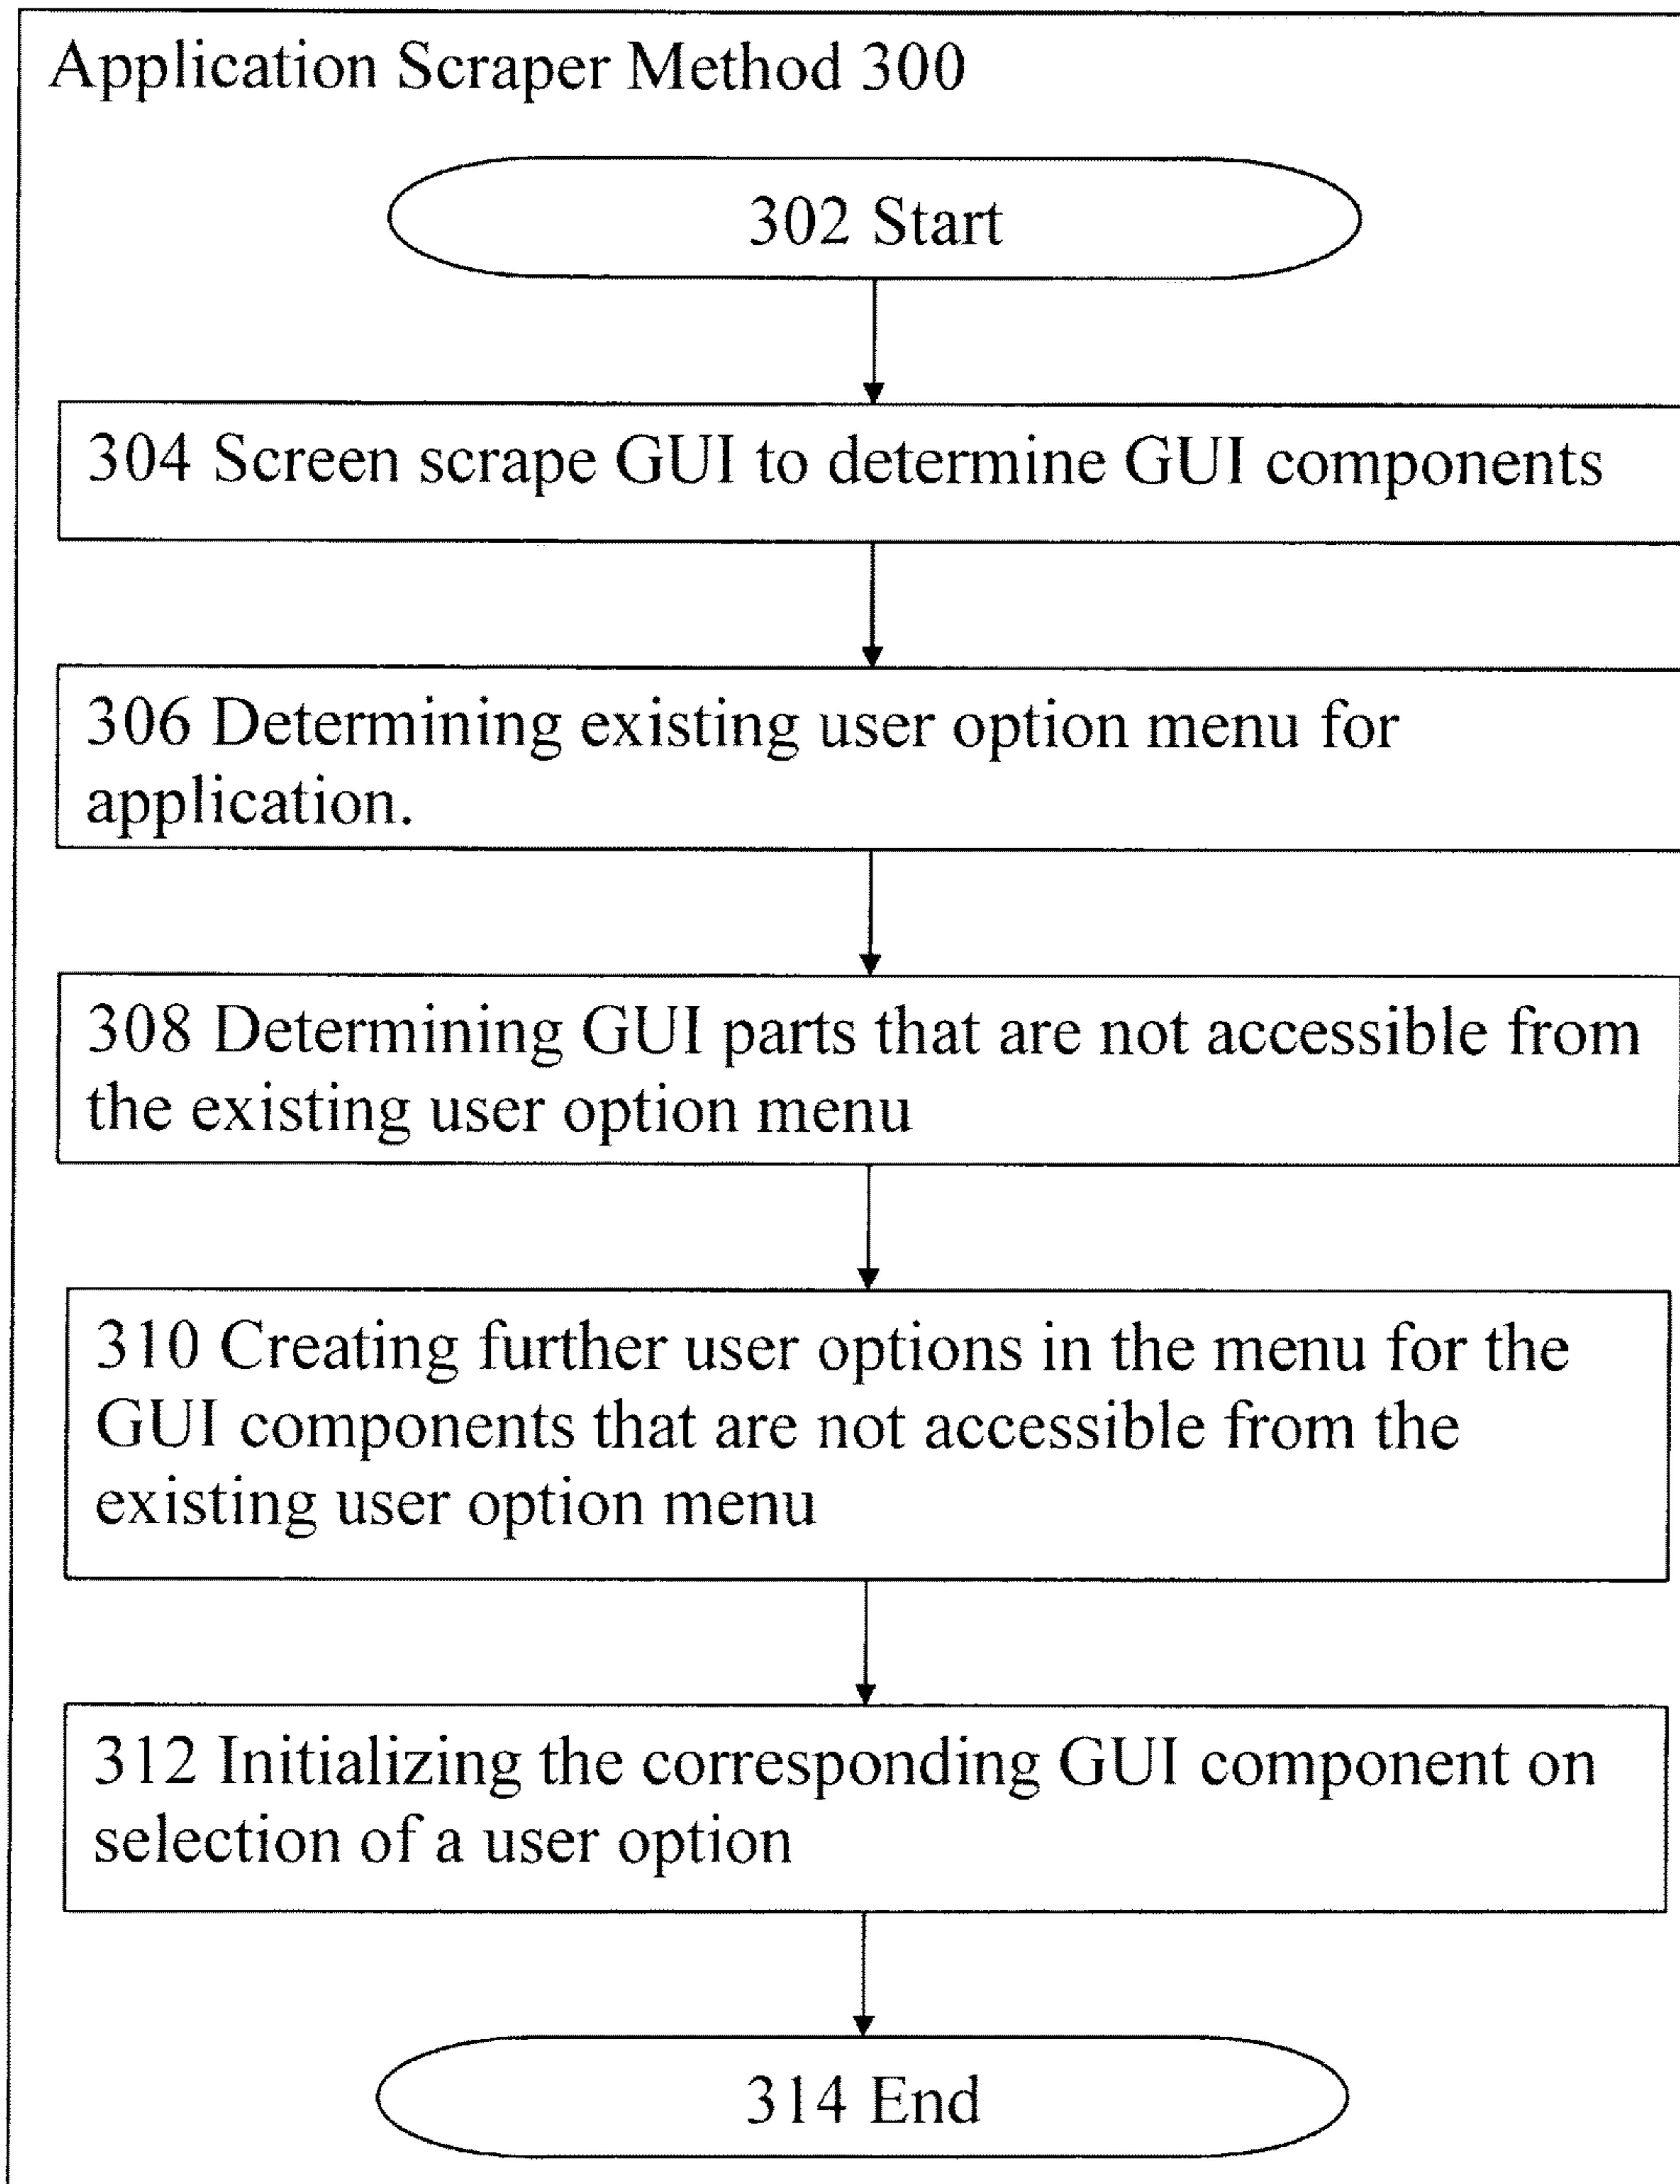 Application Scraper Method 300
302 Start
304 Screen scrape GUI to determine GUI components
306 Determining existing user option menu for
application.
308 Determining GUI parts that are not accessible from
the existing user option menu
310 Creating further user options in the menu for the
GUI components that are not accessible from the
existing user option menu
312 Initializing the corresponding GUI component on
selection of a user option
314 End